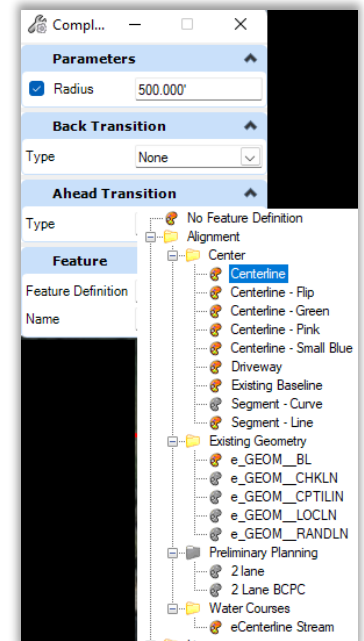 Compl...
Parameters
Radius 500.000'
Back Transition
Type None
Ahead Transition
Type
Feature
Feature Definition
Name
No Feature Definition
Alignment
Center
Centerline
Centerline - Flip
Centerline - Green
Centerline - Pink
Centerline - Small Blue
Driveway
Existing Baseline
Segment - Curve
Segment - Line
Existing Geometry
e_GEOM__BL
e_GEOM__CHKLN
e_GEOM__CPTILIN
e_GEOM__LOCLN
e_GEOM__RANDLN
Preliminary Planning
2 lane
2 Lane BCPC
Water Courses
eCenterline Stream